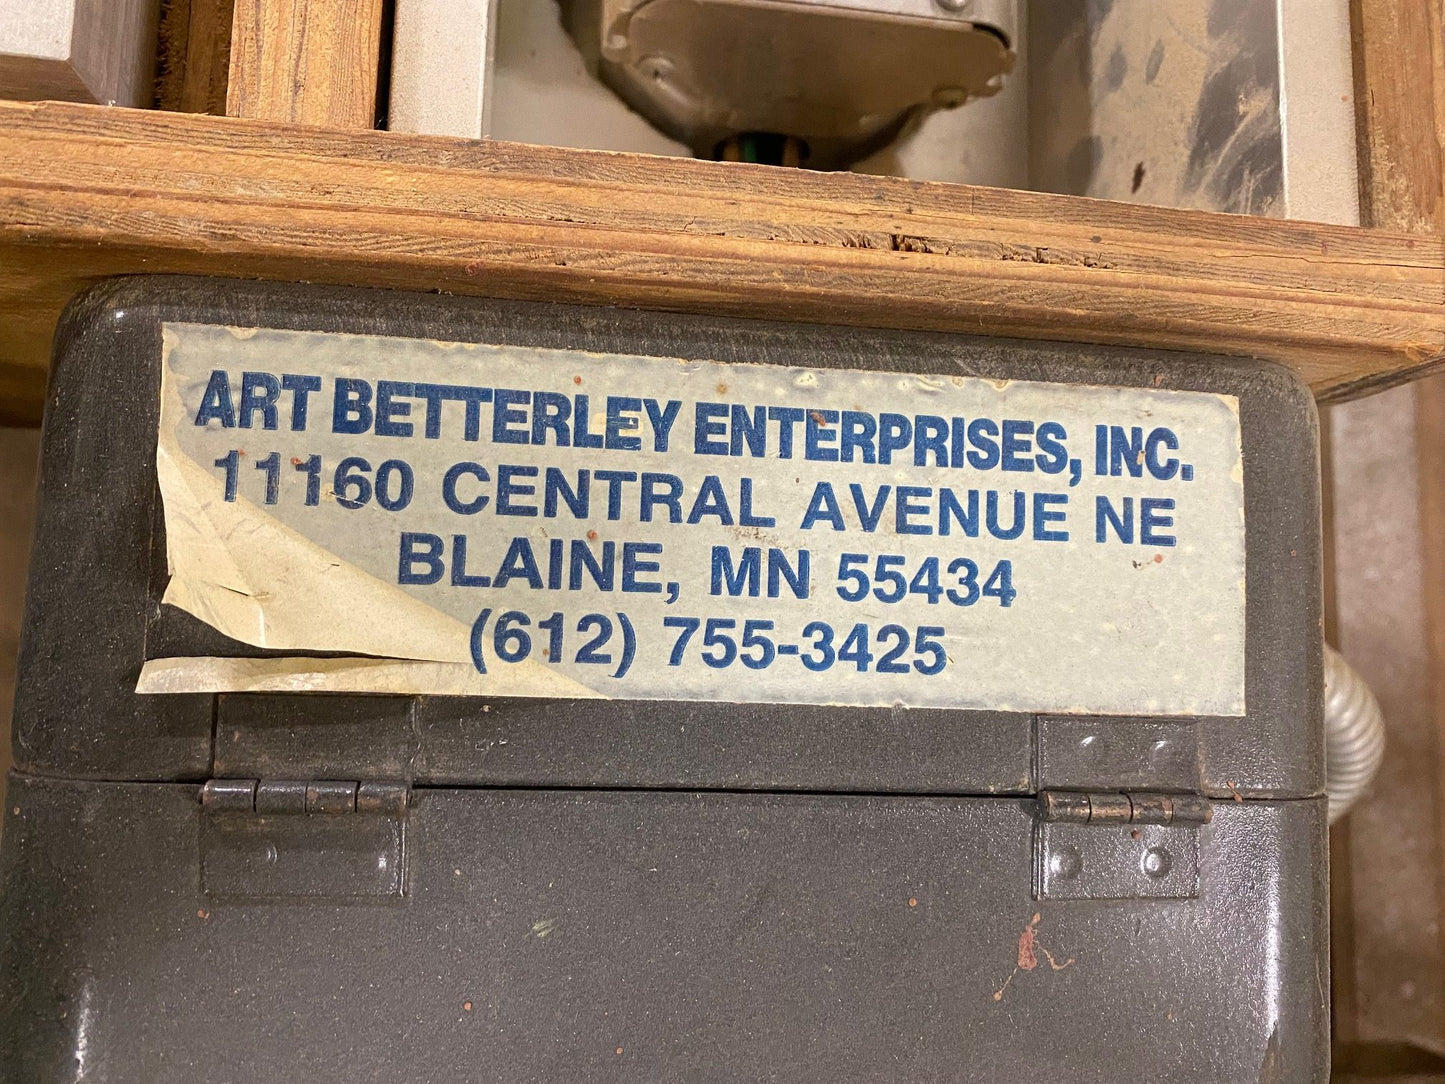 ART BETTERLEY ENTERPRISES, INC.
11160 CENTRAL AVENUE NE
BLAINE, MN 55434
(612) 755-3425